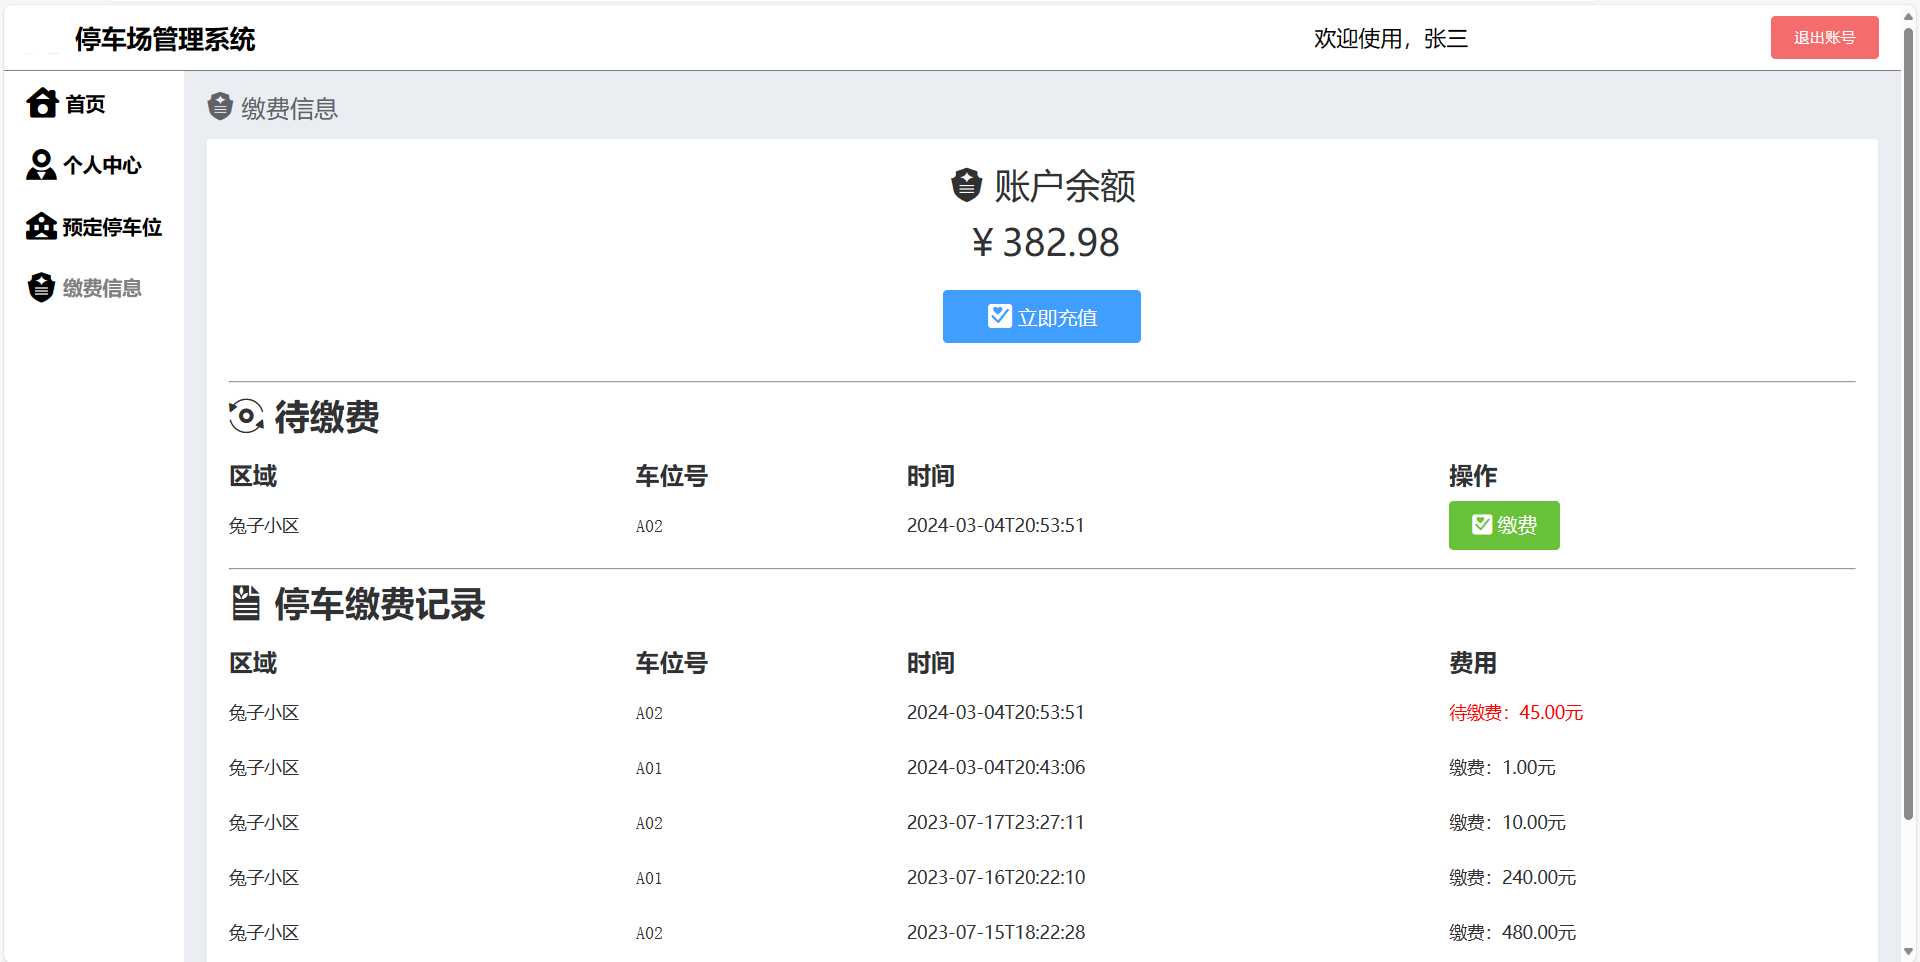 停车场管理系统 欢迎使用，张三 退出账号
首页
个人中心
预定停车位
缴费信息
缴费信息
账户余额
¥ 382.98
立即充值
待缴费
区域 车位号 时间 操作
兔子小区 A02 2024-03-04T20:53:51 缴费
停车缴费记录
区域 车位号 时间 费用
兔子小区 A02 2024-03-04T20:53:51 待缴费：45.00元
兔子小区 A01 2024-03-04T20:43:06 缴费：1.00元
兔子小区 A02 2023-07-17T23:27:11 缴费：10.00元
兔子小区 A01 2023-07-16T20:22:10 缴费：240.00元
兔子小区 A02 2023-07-15T18:22:28 缴费：480.00元